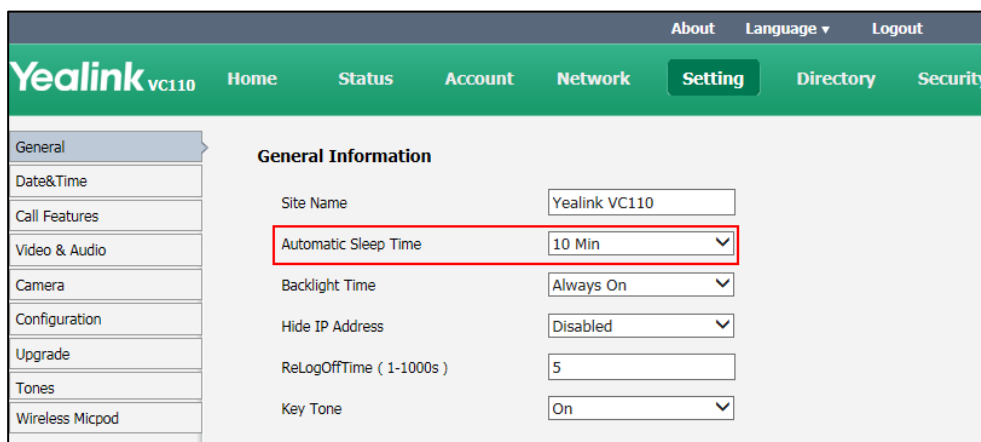 About Language ▾ Logout
Yealink VC110 Home Status Account Network Setting Directory Security
General
Date&Time
Call Features
Video & Audio
Camera
Configuration
Upgrade
Tones
Wireless Micpod
General Information
Site Name Yealink VC110
Automatic Sleep Time 10 Min
Backlight Time Always On
Hide IP Address Disabled
ReLogOffTime ( 1-1000s ) 5
Key Tone On